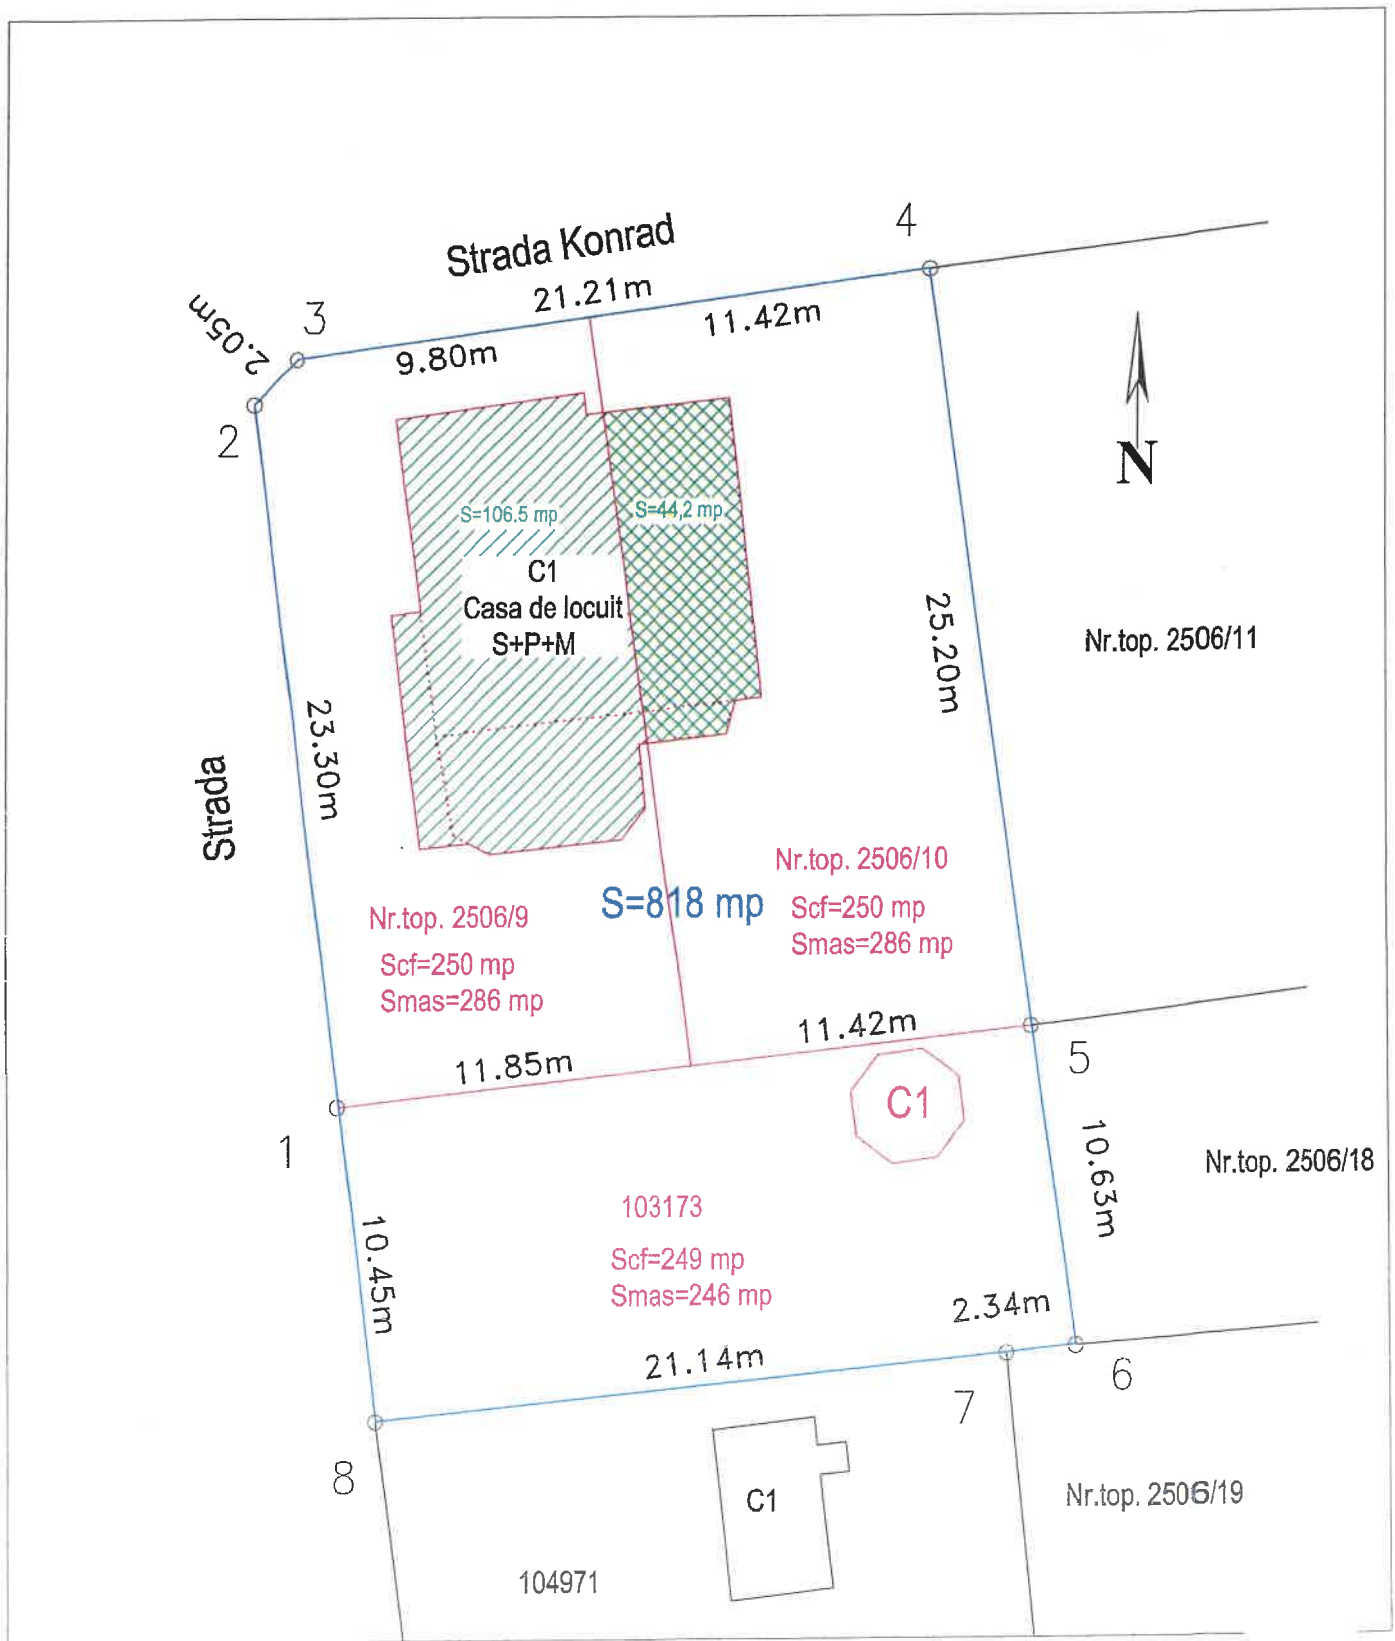 4
Strada Konrad
21.21m
11.42m
3
2.05m
9.80m
2
N
S=106.5 mp
S=44,2 mp
C1
Casa de locuit
S+P+M
25.20m
Nr.top. 2506/11
23.30m
Strada
Nr.top. 2506/10
Scf=250 mp
Smas=286 mp
S=818 mp
Nr.top. 2506/9
Scf=250 mp
Smas=286 mp
11.42m
11.85m
5
C1
1
10.63m
Nr.top. 2506/18
103173
Scf=249 mp
Smas=246 mp
10.45m
2.34m
21.14m
6
7
8
C1
Nr.top. 2506/19
104971